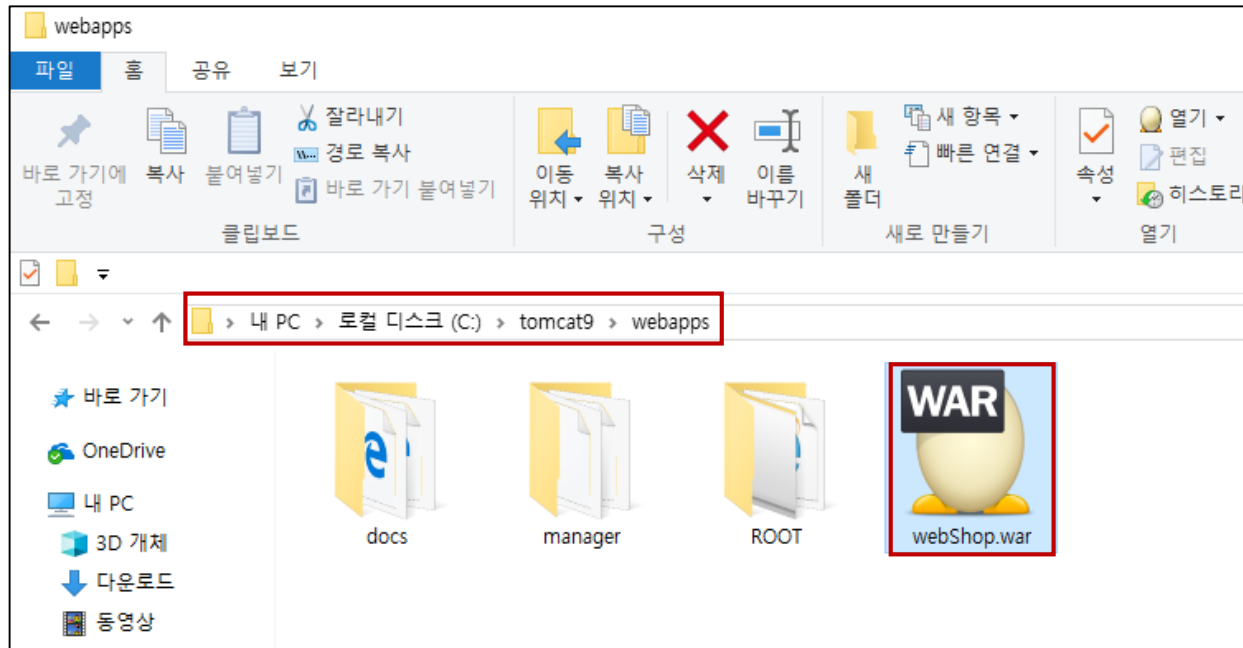 webapps
파일 홈 공유 보기
바로 가기에
고정
복사
붙여넣기
잘라내기
경로 복사
바로 가기 붙여넣기
클립보드
이동
위치
복사
위치
삭제
이름
바꾸기
구성
새
폴더
새 항목
빠른 연결
새로 만들기
속성
열기
편집
히스토리
열기
> 내 PC > 로컬 디스크 (C:) > tomcat9 > webapps
바로 가기
OneDrive
내 PC
3D 개체
다운로드
동영상
WAR
docs manager ROOT webShop.war